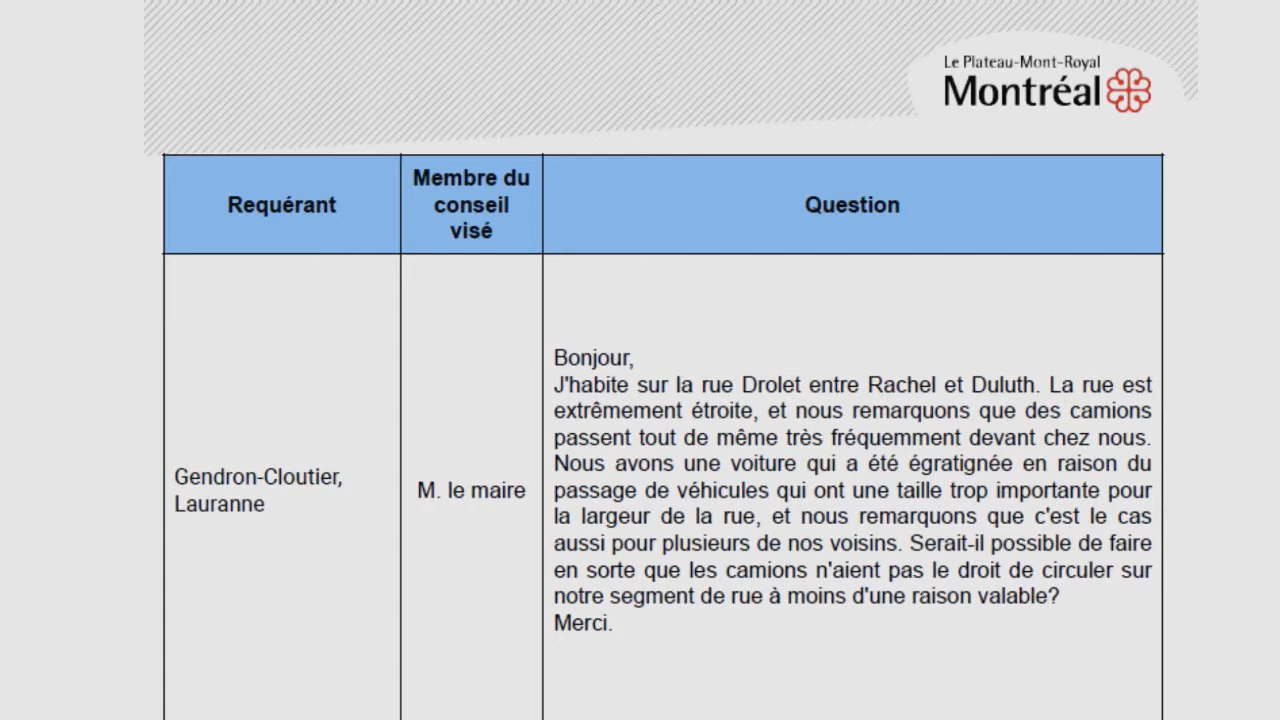 Le Plateau-Mont-Royal
Montréal
Requérant
Membre du
conseil
visé
Question
Gendron-Cloutier,
Lauranne
M. le maire
Bonjour,
J'habite sur la rue Drolet entre Rachel et Duluth. La rue est
extrêmement étroite, et nous remarquons que des camions
passent tout de même très fréquemment devant chez nous.
Nous avons une voiture qui a été égratignée en raison du
passage de véhicules qui ont une taille trop importante pour
la largeur de la rue, et nous remarquons que c'est le cas
aussi pour plusieurs de nos voisins. Serait-il possible de faire
en sorte que les camions n'aient pas le droit de circuler sur
notre segment de rue à moins d'une raison valable?
Merci.